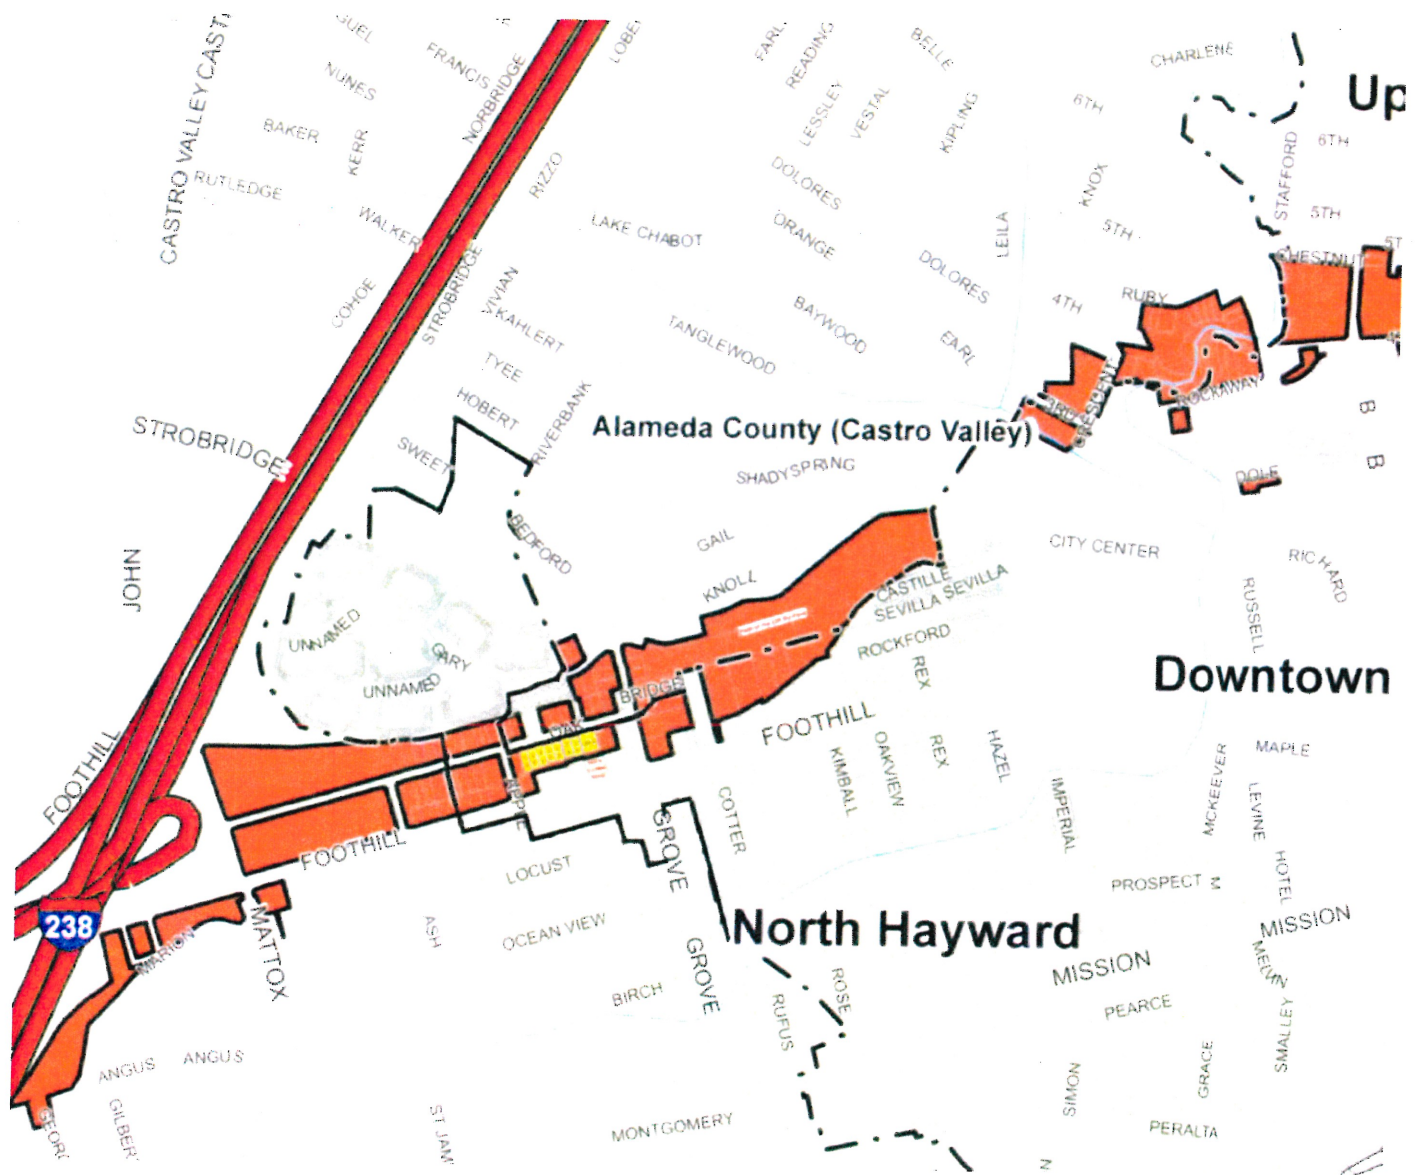 CASTRO VALLEY
NUNES
FRANCIS
NORBRIDGE
READING
BELLE
CHARLENE
BAKER
KERR
LESSLEY
VESTAL
KIPLING
6TH
Up
6TH
RUTLEDGE
RIZZO
DOLORES
KNOX
STAFFORD
WALKER
LAKE CHABOT
ORANGE
LEILA
5TH
5TH
CHESTNUT
COHOE
STROBRIDGE
VIVIAN
KAHLERT
DOLORES
4TH
RUBY
TANGLEWOOD
BAYWOOD
EARL
TYEE
HOBERT
RIVERBANK
3RD
CRESCENT
ROCKAWAY
B
STROBRIDGE
SWEET
Alameda County (Castro Valley)
SHADYSPRING
DOLE
B
JOHN
BEDFORD
GAIL
CITY CENTER
RICHARD
KNOLL
CASTILLE
SEVILLA SEVILLA
RUSSELL
UNNAMED
GARY
UNNAMED
ROCKFORD
REX
BRIDGE
Downtown
FOOTHILL
OAK
FOOTHILL
KIMBALL
OAKVIEW
REX
HAZEL
MAPLE
APPLE
COTTER
IMPERIAL
MCKEEVER
LEVINE
FOOTHILL
LOCUST
GROVE
PROSPECT
M
HOTEL
238
MARION
MATTOX
ASH
OCEAN VIEW
North Hayward
MISSION
MISSION
MELVIN
BIRCH
GROVE
RUFUS
ROSE
PEARCE
SMALLEY
ANGUS
ANGUS
SIMON
GRACE
MONTGOMERY
PERALTA
N